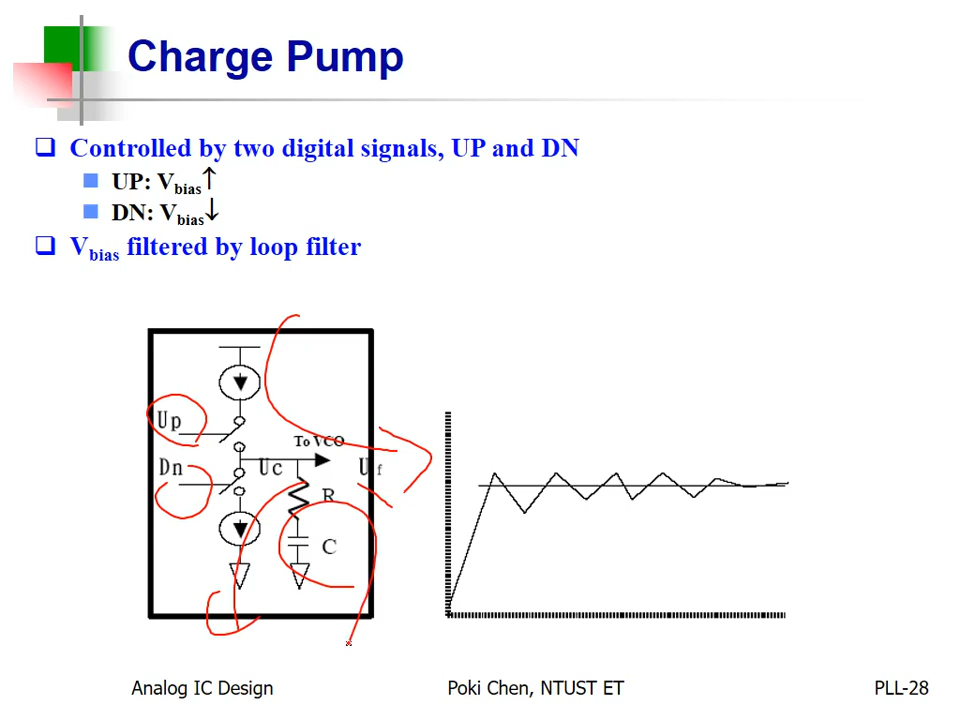 Charge Pump
Controlled by two digital signals, UP and DN
UP: Vbias↑
DN: Vbias↓
Vbias filtered by loop filter
Up
To VCO
Dn
Uc
Uf
R
C
Analog IC Design
Poki Chen, NTUST ET
PLL-28